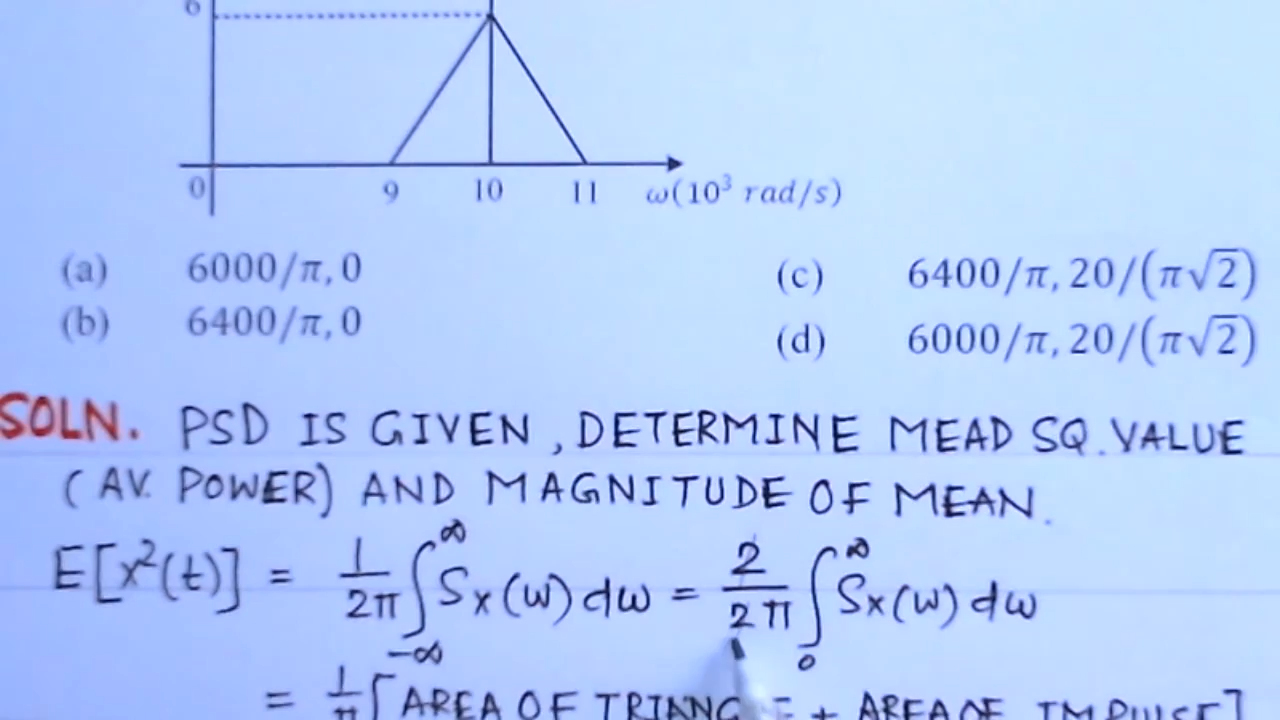 6
0 9 10 11 ω(10³ rad/s)
(a) 6000/π, 0
(c) 6400/π, 20/(π√2)
(b) 6400/π, 0
(d) 6000/π, 20/(π√2)
SOLN. PSD IS GIVEN, DETERMINE MEAD SQ. VALUE
(AV. POWER) AND MAGNITUDE OF MEAN.
E[x²(t)] = 1/2π ∫_{-∞}^{∞} Sx(ω) dω = 2/2π ∫_{0}^{∞} Sx(ω) dω
= 1/π [AREA OF + AREA OF IMPULSE]